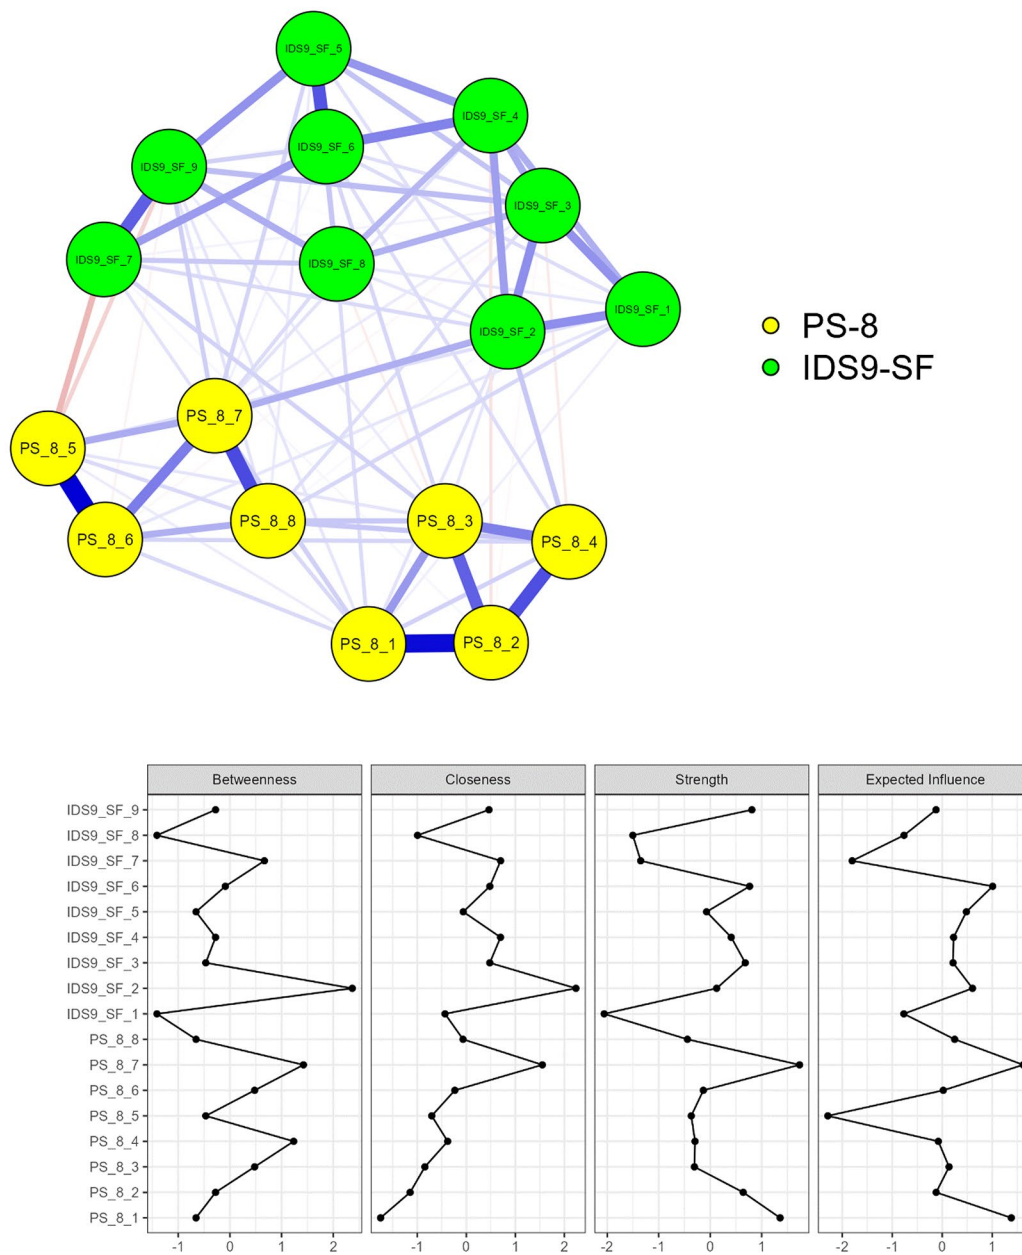 IDS9_SF_5
IDS9_SF_4
IDS9_SF_6
IDS9_SF_9
IDS9_SF_3
IDS9_SF_7
IDS9_SF_8
IDS9_SF_1
IDS9_SF_2
PS-8
IDS9-SF
PS_8_7
PS_8_5
PS_8_8
PS_8_3
PS_8_6
PS_8_4
PS_8_1
PS_8_2
Betweenness Closeness Strength Expected Influence
IDS9_SF_9
IDS9_SF_8
IDS9_SF_7
IDS9_SF_6
IDS9_SF_5
IDS9_SF_4
IDS9_SF_3
IDS9_SF_2
IDS9_SF_1
PS_8_8
PS_8_7
PS_8_6
PS_8_5
PS_8_4
PS_8_3
PS_8_2
PS_8_1
-1 0 1 2 -1 0 1 2 -2 -1 0 1 -2 -1 0 1